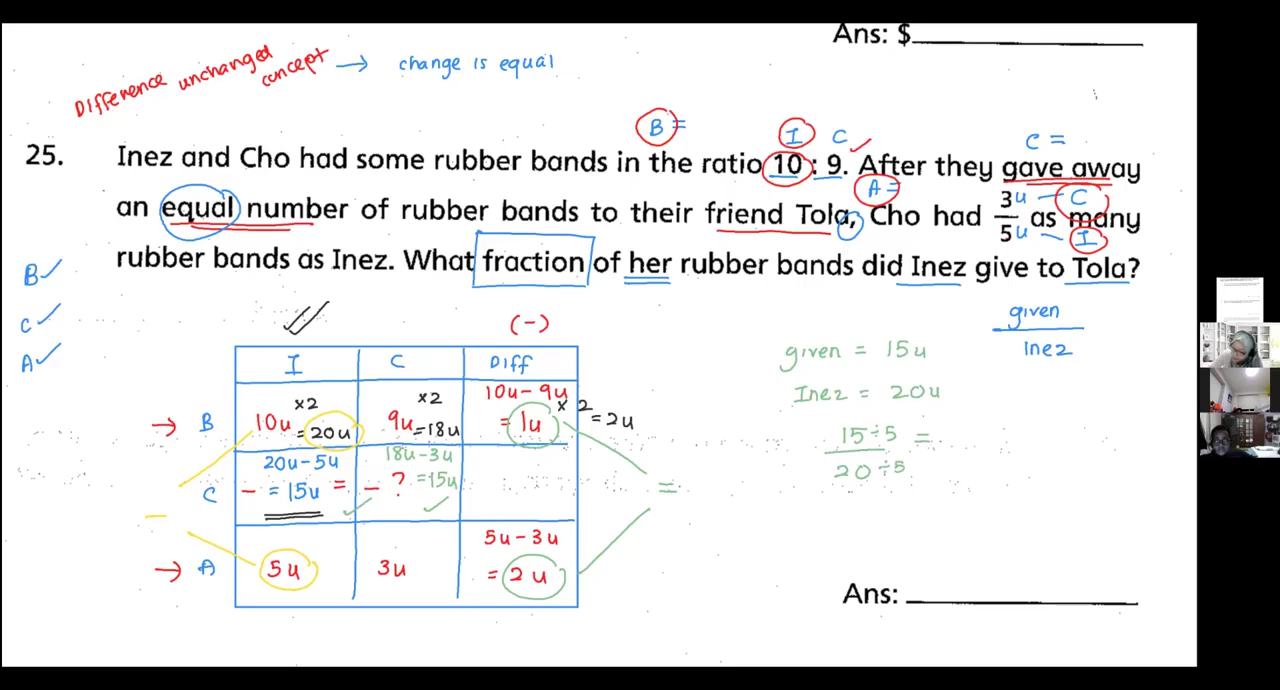 Ans: $
Difference unchanged concept → change is equal
B =
I C
C =
25. Inez and Cho had some rubber bands in the ratio 10 : 9. After they gave away
A =
3u — C
an equal number of rubber bands to their friend Tola, Cho had 3/5 as many
5u — I
rubber bands as Inez. What fraction of her rubber bands did Inez give to Tola?
B ✓
C ✓
A ✓
given
Inez
(-)
I C Diff
→ B 10u ×2 = 20u 9u ×2 = 18u 10u - 9u = 1u × 2 = 2u
C 20u - 5u - = 15u = 18u - 3u - ? = 15u
→ A 5u 3u 5u - 3u = 2u
- =
given = 15u
Inez = 20u
15 ÷5 =
20 ÷5
Ans: